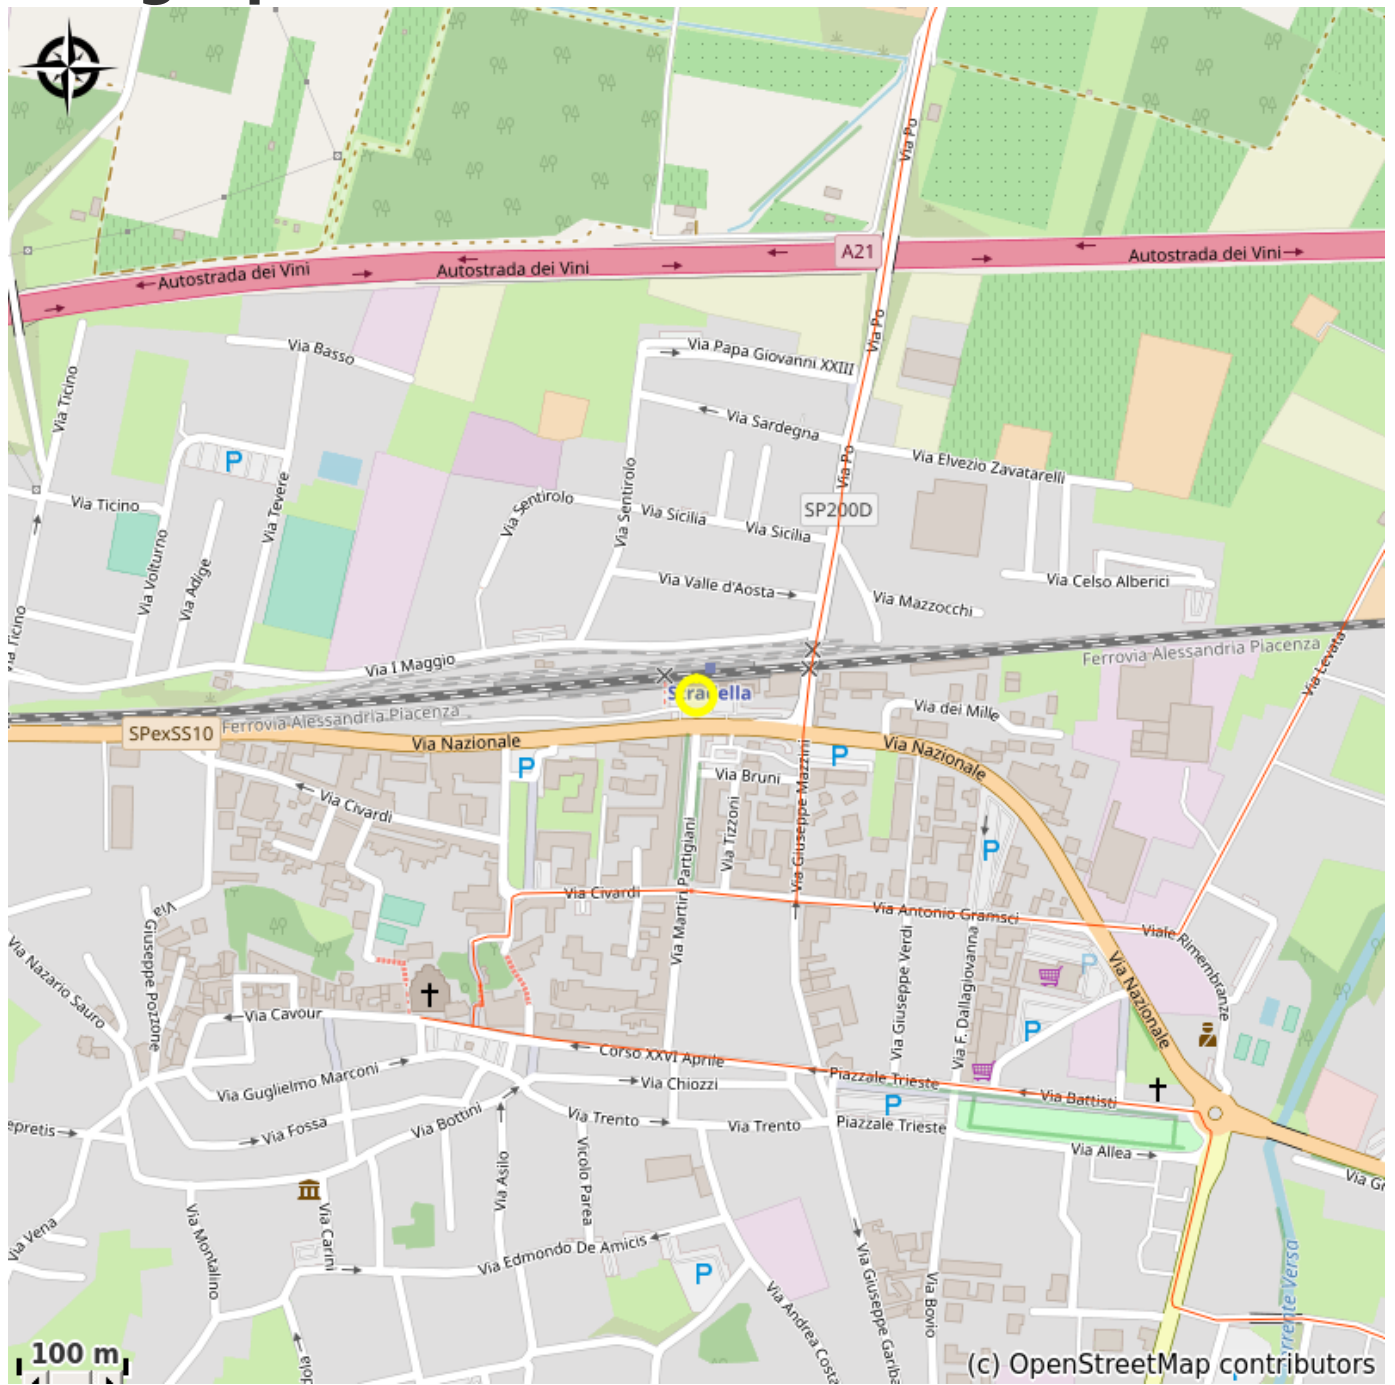 Via Po
A21
Autostrada dei Vini
Autostrada dei Vini
Autostrada dei Vini
Via Po
Via Basso
Via Papa Giovanni XXIII
Via Ticino
Via Sardegna
Via Po
Via Elvezio Zavatarelli
P
Via Ticino
Via Tevere
Via Sentirolo
Via Sentirolo
Via Sicilia
Via Sicilia
SP200D
Via Volturno
Via Adige
Via Valle d'Aosta
Via Mazzocchi
Via Celso Alberici
Ticino
Via I Maggio
Ferrovia Alessandria Piacenza
Via Levata
Stradella
Ferrovia Alessandria Piacenza
SPexSS10
Via Nazionale
Via dei Mille
Via Nazionale
P
P
Via Bruni
Via Giuseppe Mazzini
Via Civardi
Via Tizzoni
Via Martiri Partigiani
P
Via Civardi
Via Antonio Gramsci
Viale Rimembranze
Via Giuseppe Pozzone
Via Nazario Sauro
Via Giuseppe Verdi
Via F. Dallagiovanna
P
Via Nazionale
P
Via Cavour
Corso XXVI Aprile
Via Guglielmo Marconi
Via Chiozzi
Piazzale Trieste
Via Battisti
P
Via Fossa
Via Bottini
Via Trento
Via Trento
Piazzale Trieste
epretis
Via Allea
Via Asilo
Vicolo Parea
Via Vena
Via Montalino
Via Carini
Via Edmondo De Amicis
P
Via Andrea Costa
Via Giuseppe Gariba
Via Bovio
Torrente Versa
100 m
(c) OpenStreetMap contributors